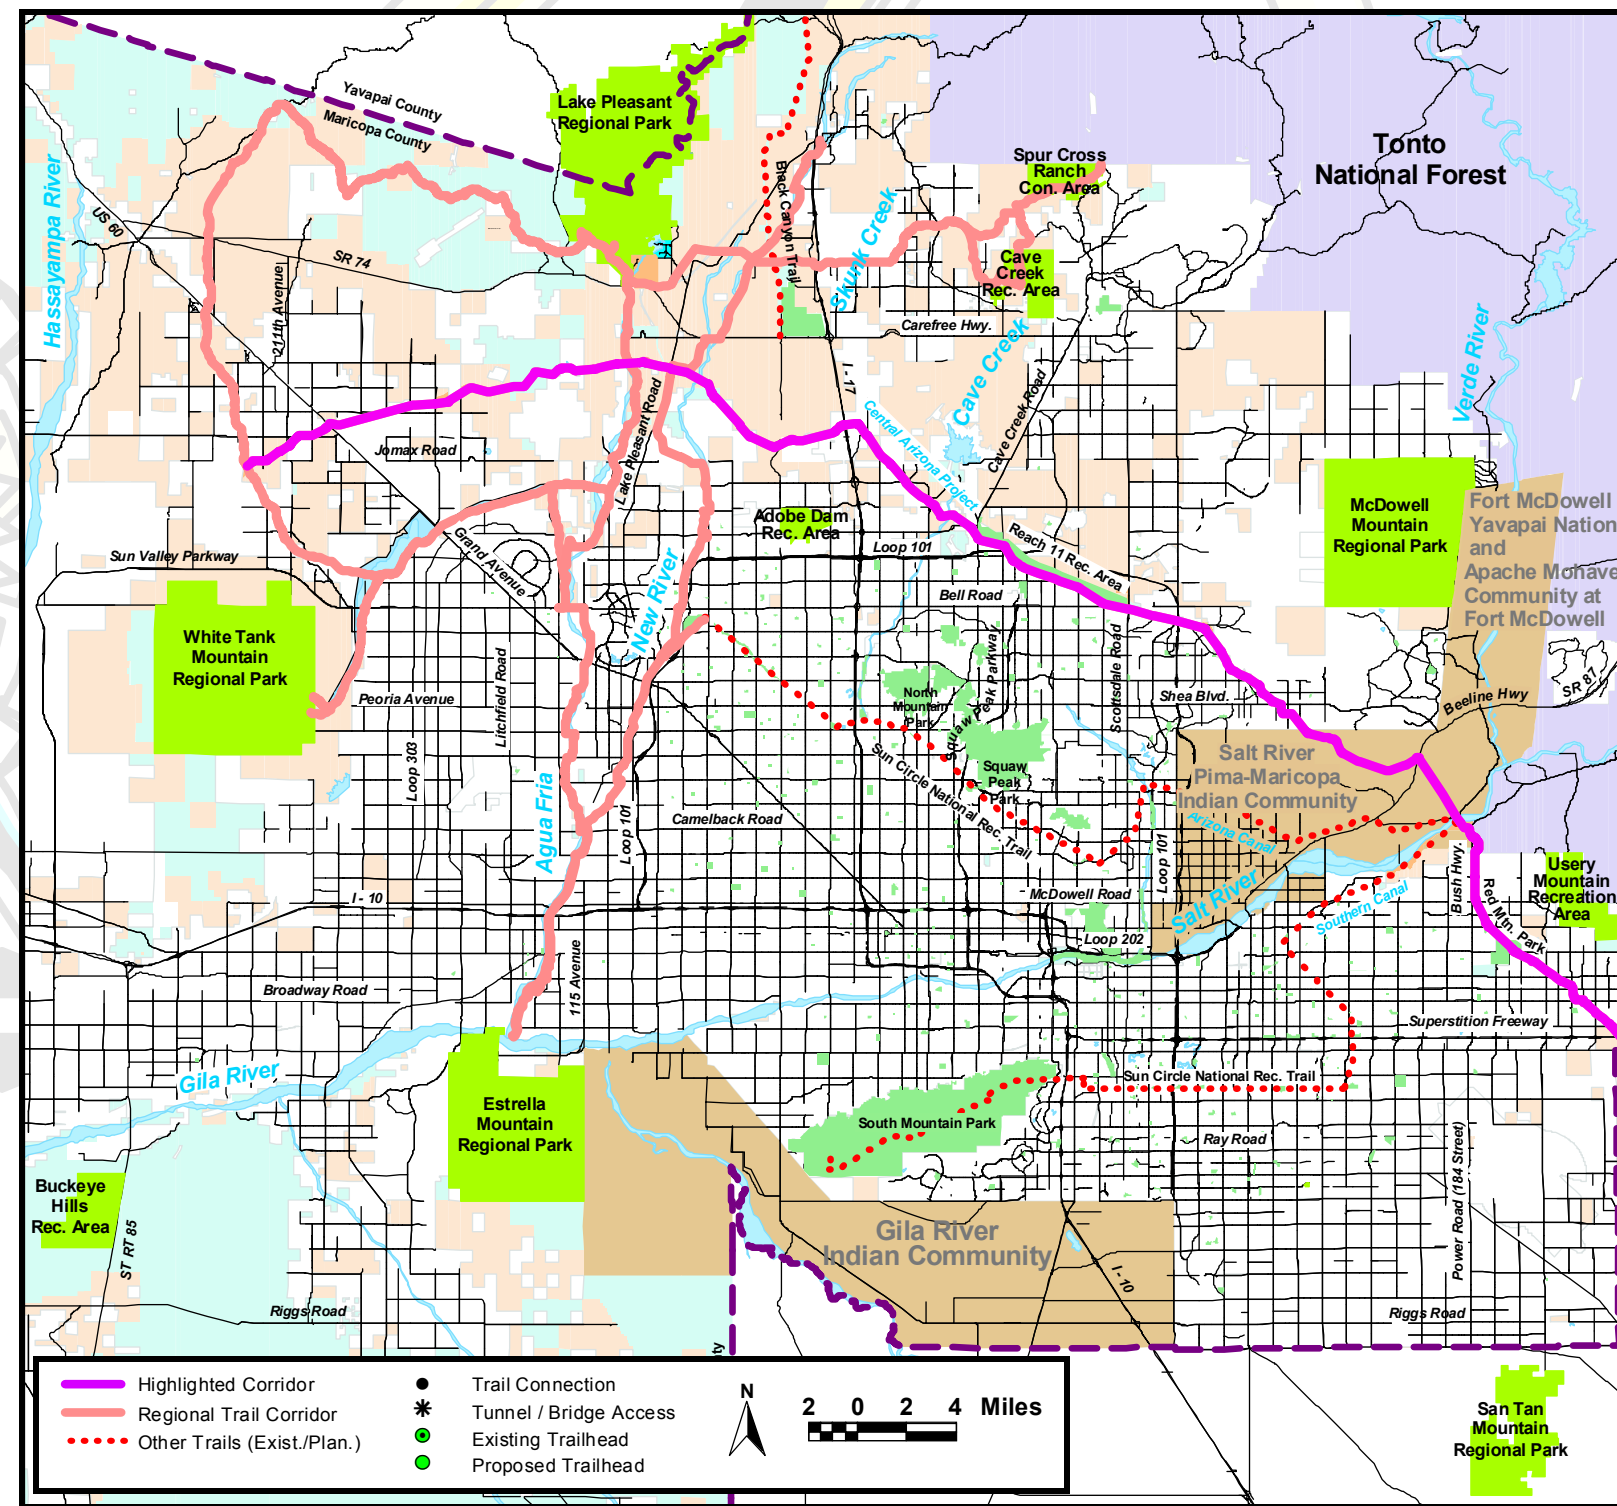 Yavapai County
Maricopa County
Lake Pleasant
Regional Park
Tonto
National Forest
Spur Cross
Ranch
Con. Area
Black Canyon Trail
Skunk Creek
Hassayampa River
US 60
SR 74
211th Avenue
Cave
Creek
Rec. Area
Carefree Hwy.
Cave Creek
Verde River
I - 17
Lake Pleasant Road
Central Arizona Project
Cave Creek Road
Jomax Road
McDowell
Mountain
Regional Park
Fort McDowell
Yavapai Nation
and
Apache Mohave
Community at
Fort McDowell
Adobe Dam
Rec. Area
Loop 101
Reach 11 Rec. Area
Sun Valley Parkway
Grand Avenue
Bell Road
New River
White Tank
Mountain
Regional Park
Litchfield Road
Peoria Avenue
Loop 303
North
Mountain
Park
Squaw Peak Parkway
Scottsdale Road
Shea Blvd.
Beeline Hwy
SR 87
Squaw
Peak
Park
Sun Circle National Rec. Trail
Salt River
Pima-Maricopa
Indian Community
Arizona Canal
Agua Fria
Loop 101
Camelback Road
Loop 101
McDowell Road
Salt River
Southern Canal
Bush Hwy.
Red Mtn. Park
Usery
Mountain
Recreation
Area
I - 10
Loop 202
115 Avenue
Broadway Road
Superstition Freeway
Gila River
Estrella
Mountain
Regional Park
Sun Circle National Rec. Trail
South Mountain Park
Ray Road
Power Road (184 Street)
Buckeye
Hills
Rec. Area
ST RT 85
Gila River
Indian Community
I - 10
Riggs Road
Riggs Road
San Tan
Mountain
Regional Park
Highlighted Corridor
Regional Trail Corridor
Other Trails (Exist./Plan.)
Trail Connection
Tunnel / Bridge Access
Existing Trailhead
Proposed Trailhead
N
2 0 2 4 Miles